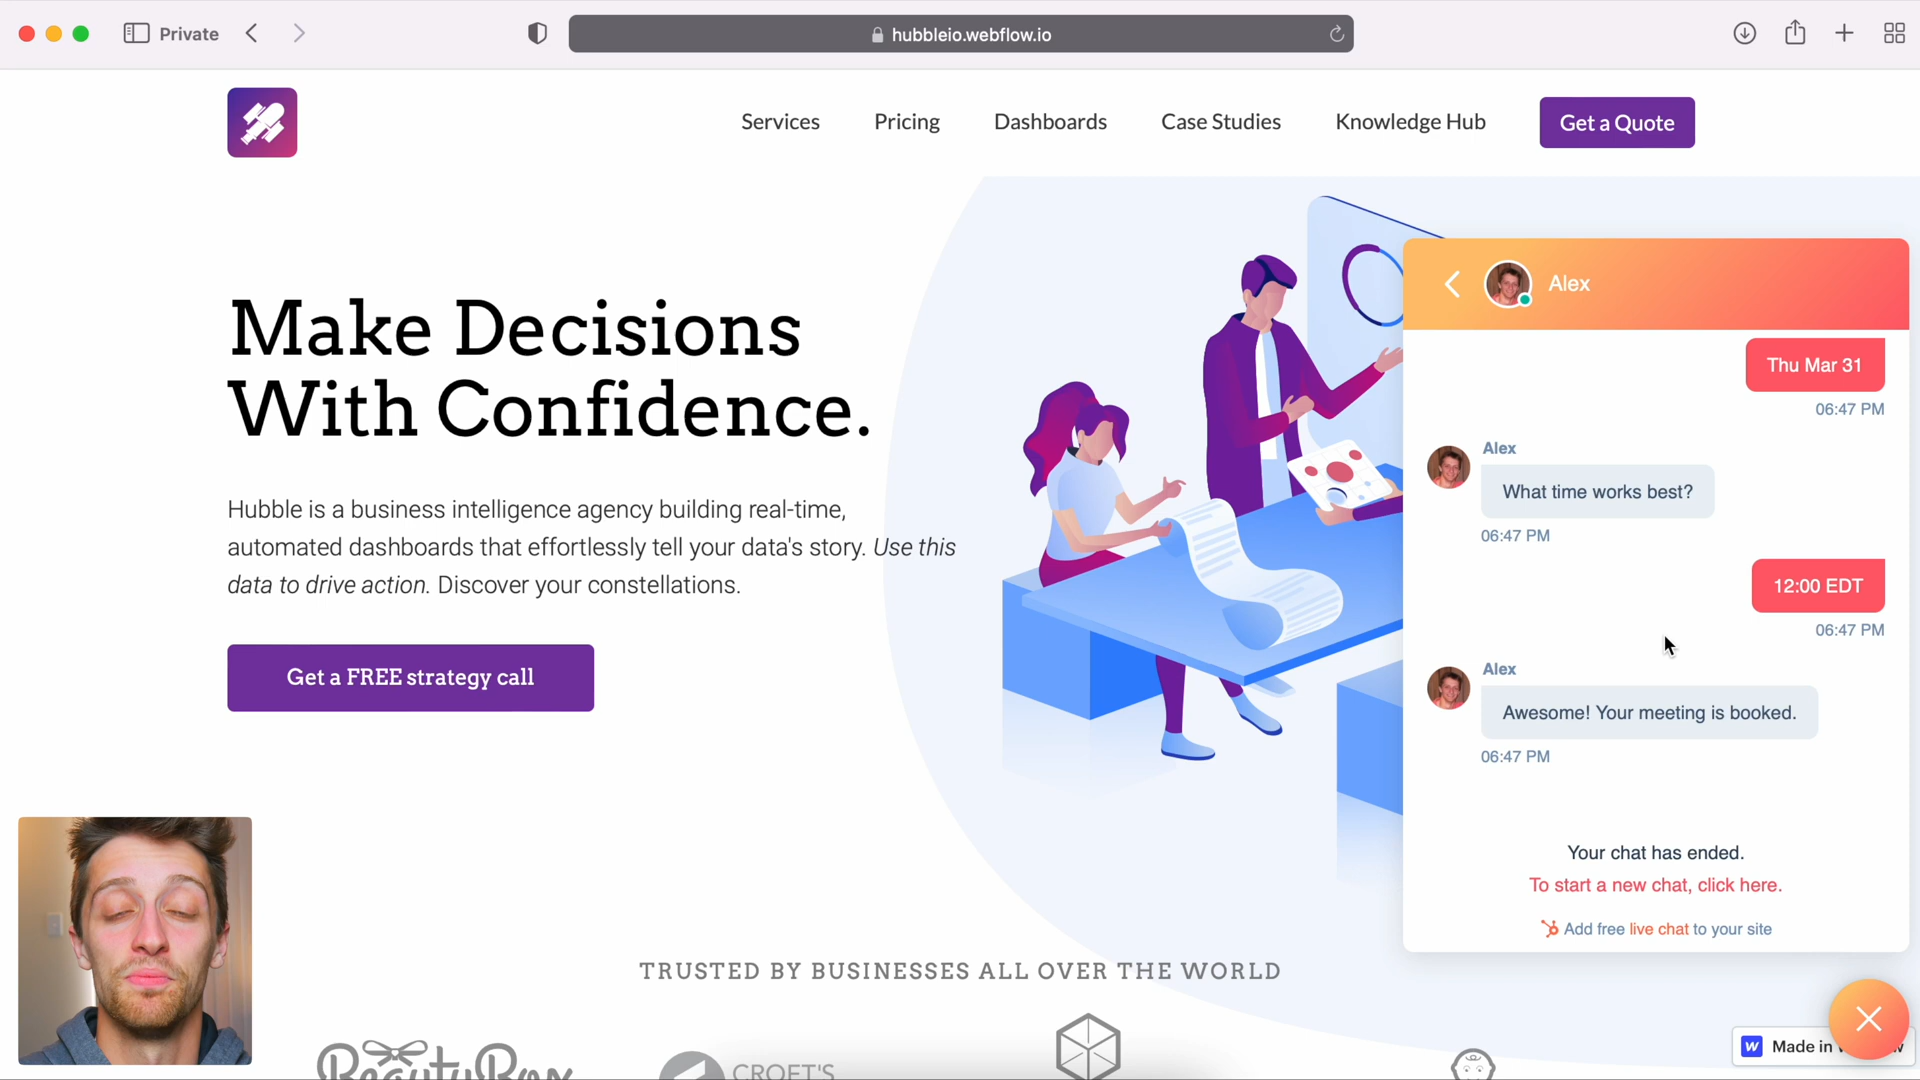 Private
hubbleio.webflow.io
Services
Pricing
Dashboards
Case Studies
Knowledge Hub
Get a Quote
Make Decisions
With Confidence.
Hubble is a business intelligence agency building real-time,
automated dashboards that effortlessly tell your data's story. Use this
data to drive action. Discover your constellations.
Get a FREE strategy call
TRUSTED BY BUSINESSES ALL OVER THE WORLD
BeautyBox
CROFT'S
Alex
Thu Mar 31
06:47 PM
Alex
What time works best?
06:47 PM
12:00 EDT
06:47 PM
Alex
Awesome! Your meeting is booked.
06:47 PM
Your chat has ended.
To start a new chat, click here.
Add free live chat to your site
Made in